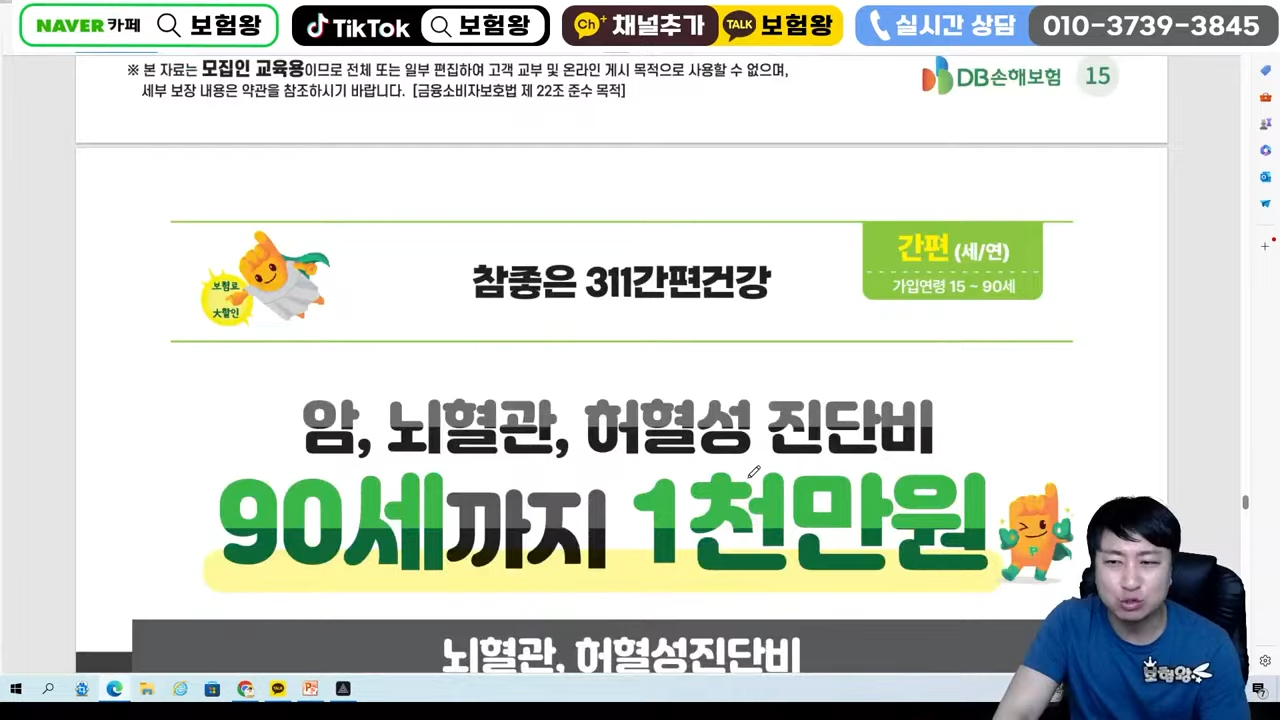 NAVER 카페 보험왕
TikTok 보험왕
Ch+ 채널추가 TALK 보험왕
실시간 상담 010-3739-3845
※ 본 자료는 모집인 교육용이므로 전체 또는 일부 편집하여 고객 교부 및 온라인 게시 목적으로 사용할 수 없으며,
세부 보장 내용은 약관을 참조하시기 바랍니다. [금융소비자보호법 제 22조 준수 목적]
DB손해보험 15
보험료
大할인
참좋은 311간편건강
간편 (세/연)
가입연령 15 ~ 90세
암, 뇌혈관, 허혈성 진단비
90세까지 1천만원
P
뇌혈관, 허혈성진단비
보험왕